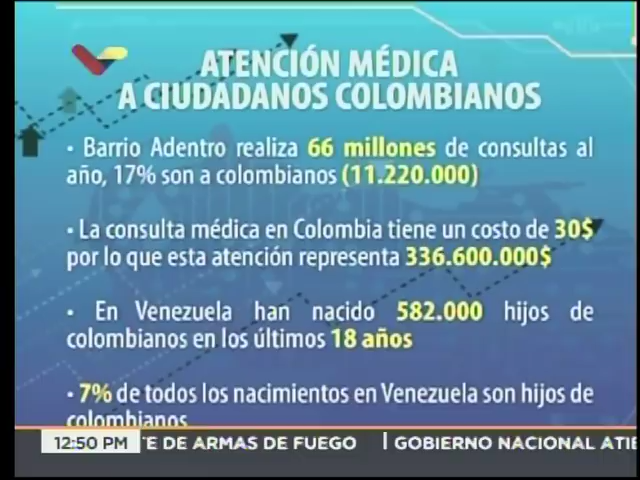 ATENCIÓN MÉDICA
A CIUDADANOS COLOMBIANOS
• Barrio Adentro realiza 66 millones de consultas al
año, 17% son a colombianos (11.220.000)
• La consulta médica en Colombia tiene un costo de 30$
por lo que esta atención representa 336.600.000$
• En Venezuela han nacido 582.000 hijos de
colombianos en los últimos 18 años
• 7% de todos los nacimientos en Venezuela son hijos de
colombianos
12:50 PM TE DE ARMAS DE FUEGO | GOBIERNO NACIONAL ATIE